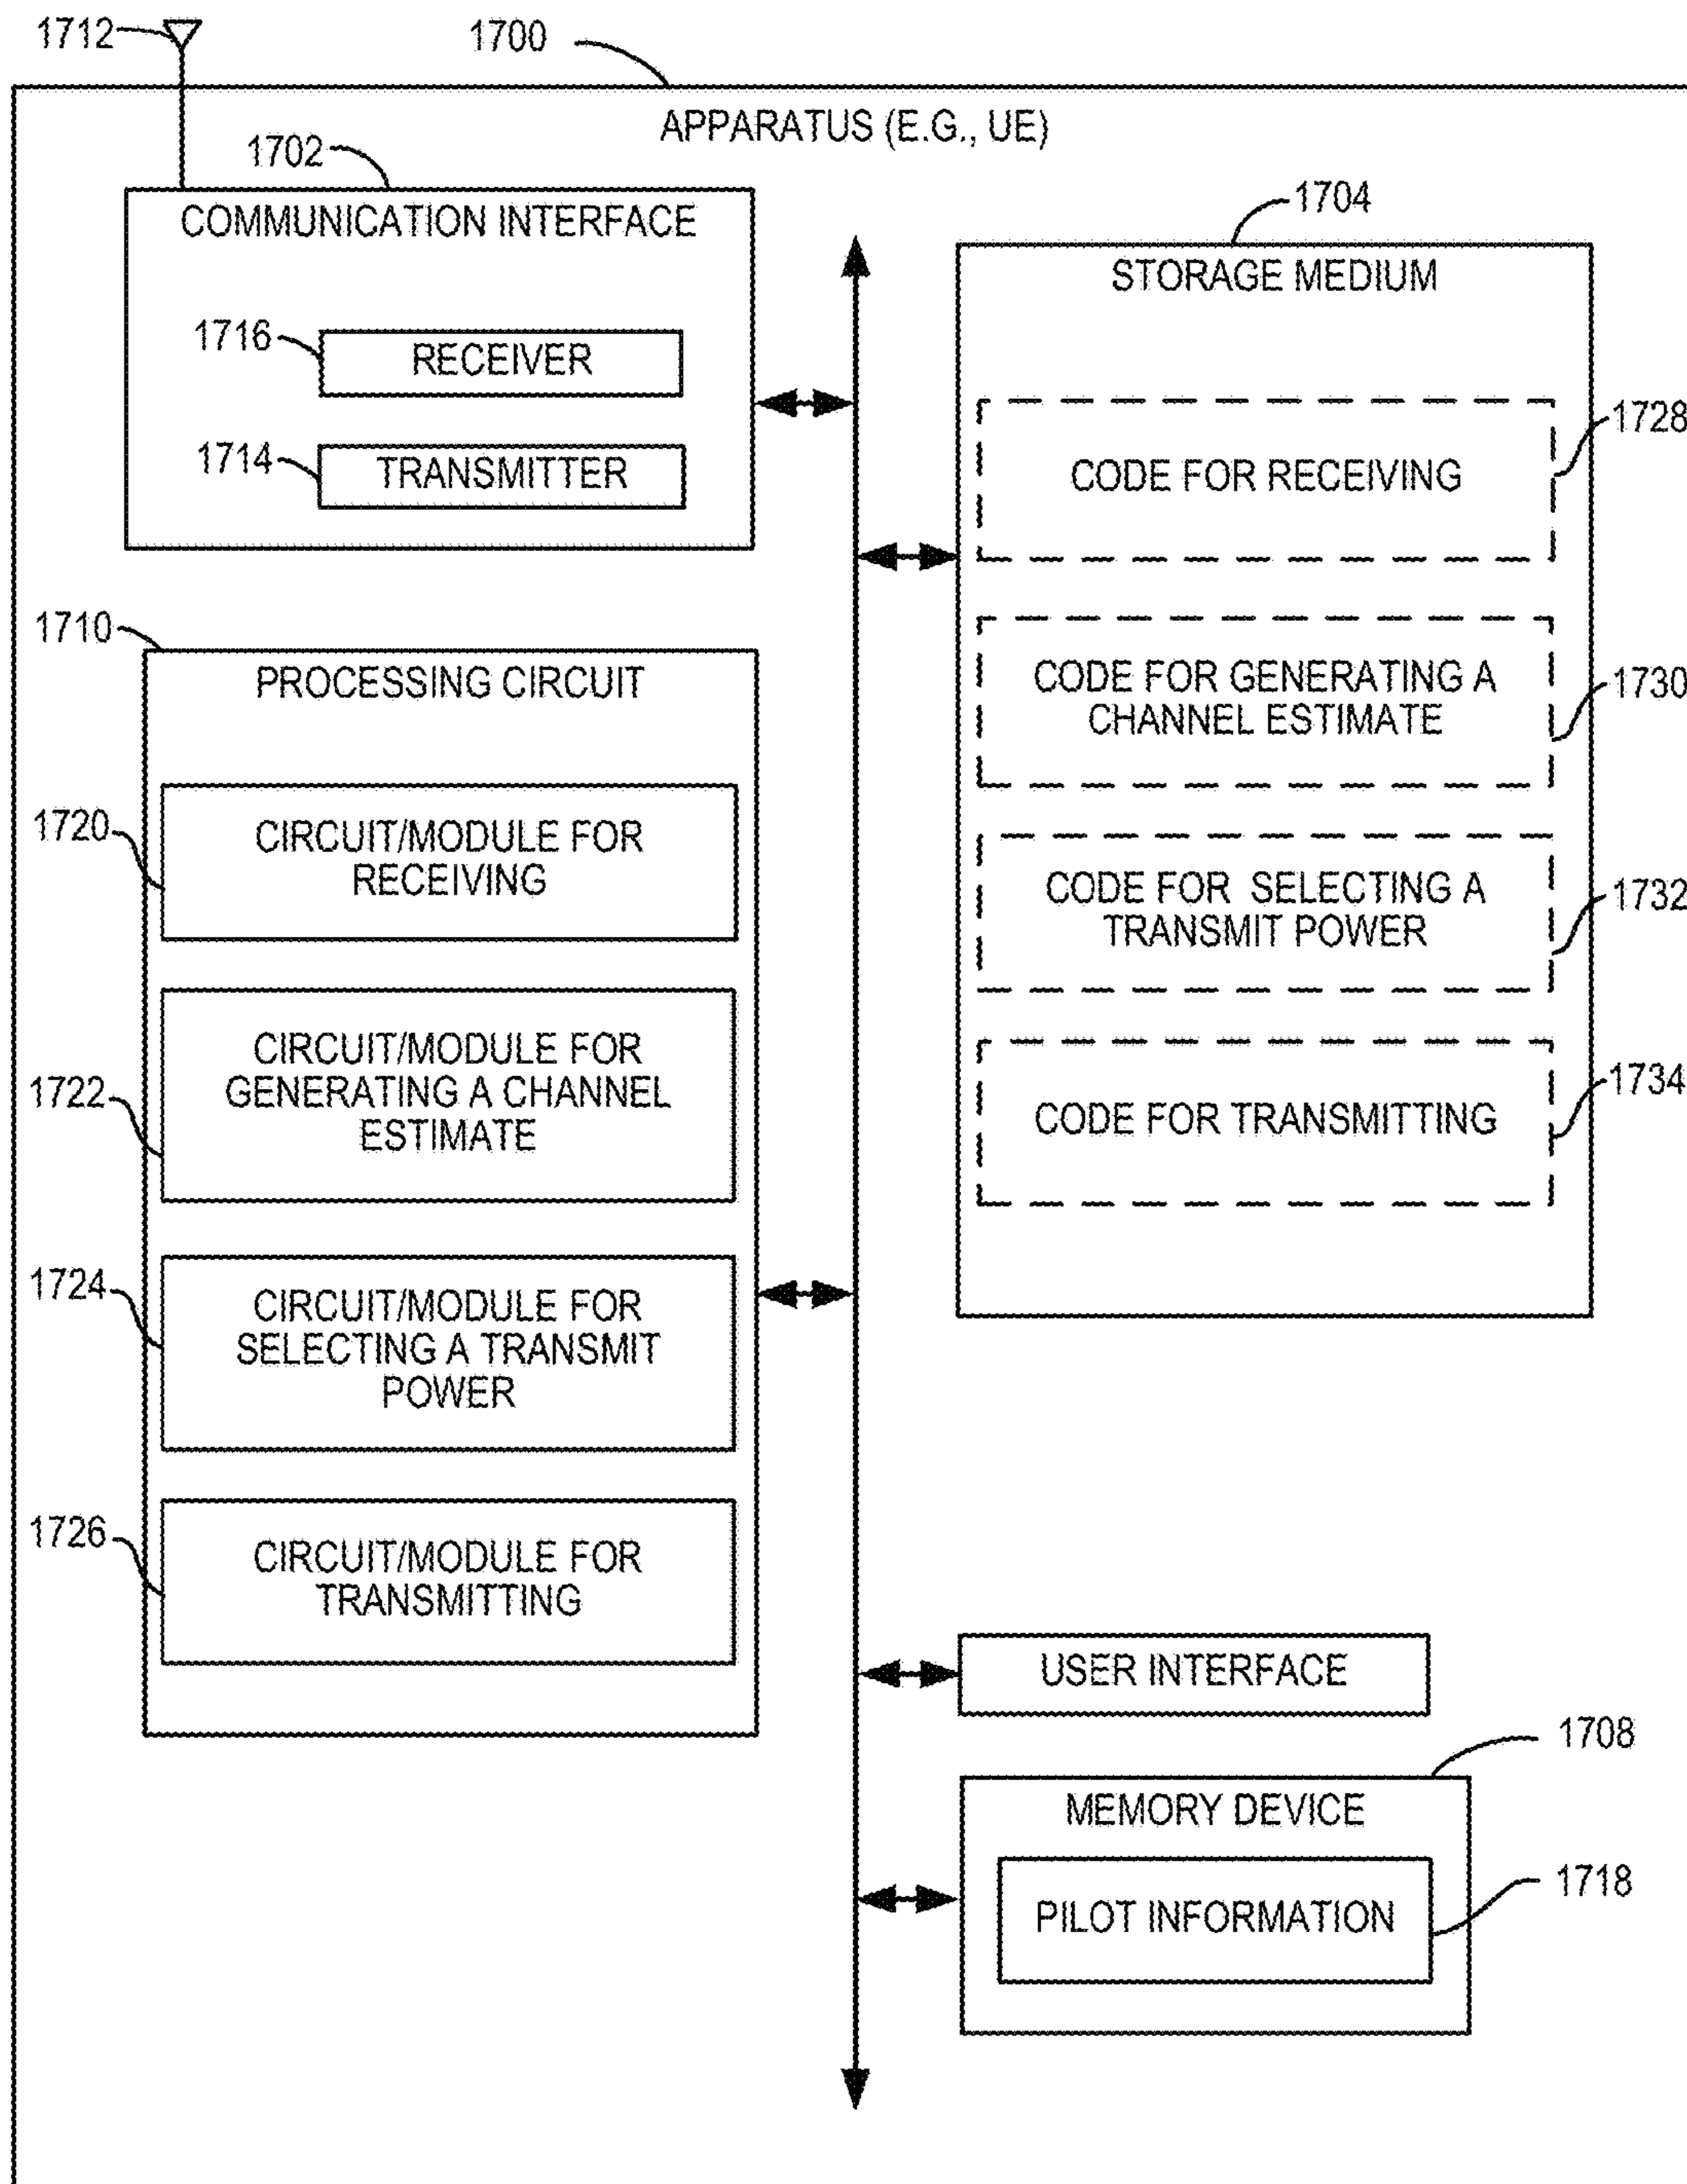 1712
1700
APPARATUS (E.G., UE)
1702
COMMUNICATION INTERFACE
1716
RECEIVER
1714
TRANSMITTER
1704
STORAGE MEDIUM
1728
CODE FOR RECEIVING
1730
CODE FOR GENERATING A
CHANNEL ESTIMATE
1732
CODE FOR SELECTING A
TRANSMIT POWER
1734
CODE FOR TRANSMITTING
1710
PROCESSING CIRCUIT
1720
CIRCUIT/MODULE FOR
RECEIVING
1722
CIRCUIT/MODULE FOR
GENERATING A CHANNEL
ESTIMATE
1724
CIRCUIT/MODULE FOR
SELECTING A TRANSMIT
POWER
1726
CIRCUIT/MODULE FOR
TRANSMITTING
USER INTERFACE
1708
MEMORY DEVICE
1718
PILOT INFORMATION